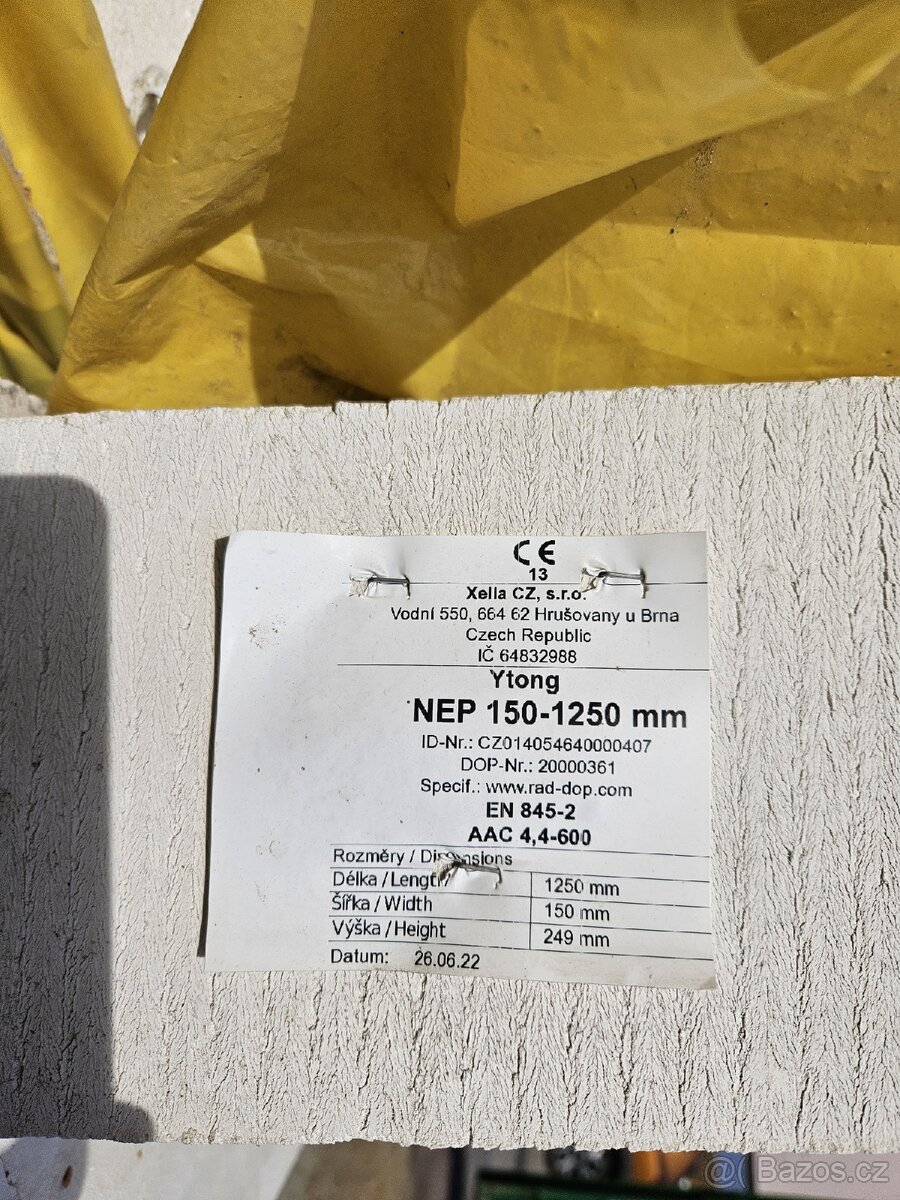 CE
13
Xella CZ, s.r.o.
Vodní 550, 664 62 Hrušovany u Brna
Czech Republic
IČ 64832988
Ytong
NEP 150-1250 mm
ID-Nr.: CZ014054640000407
DOP-Nr.: 20000361
Specif.: www.rad-dop.com
EN 845-2
AAC 4,4-600
Rozměry / Dimensions
Délka / Length 1250 mm
Šířka / Width 150 mm
Výška / Height 249 mm
Datum: 26.06.22
@ Bazos.cz